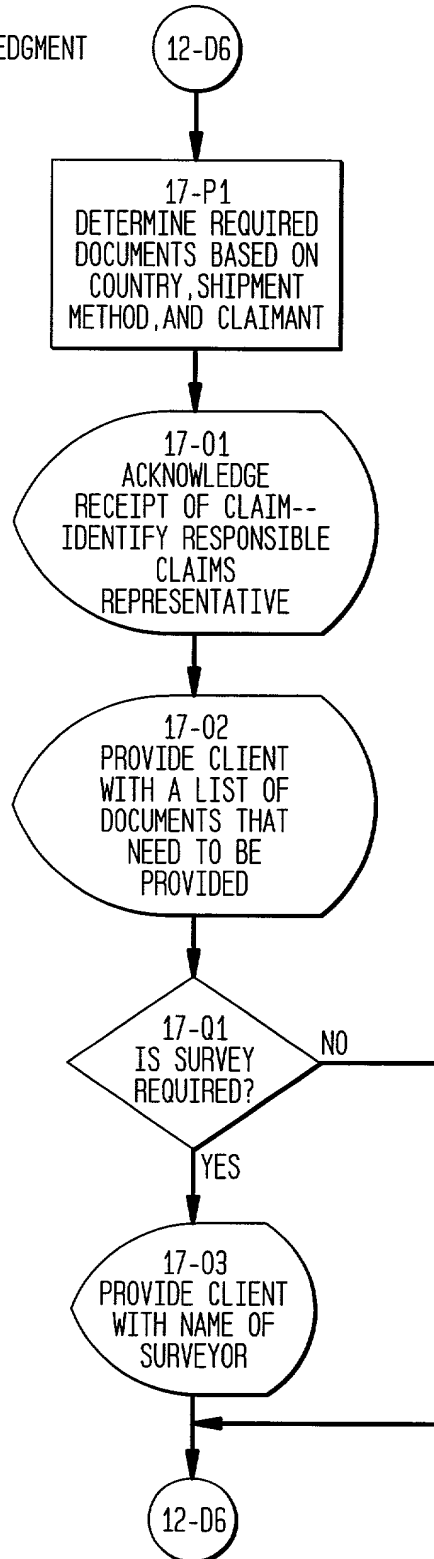 EDGMENT
12-D6
17-P1
DETERMINE REQUIRED
DOCUMENTS BASED ON
COUNTRY,SHIPMENT
METHOD,AND CLAIMANT
17-01
ACKNOWLEDGE
RECEIPT OF CLAIM--
IDENTIFY RESPONSIBLE
CLAIMS
REPRESENTATIVE
17-02
PROVIDE CLIENT
WITH A LIST OF
DOCUMENTS THAT
NEED TO BE
PROVIDED
17-Q1
IS SURVEY
REQUIRED?
NO
YES
17-03
PROVIDE CLIENT
WITH NAME OF
SURVEYOR
12-D6